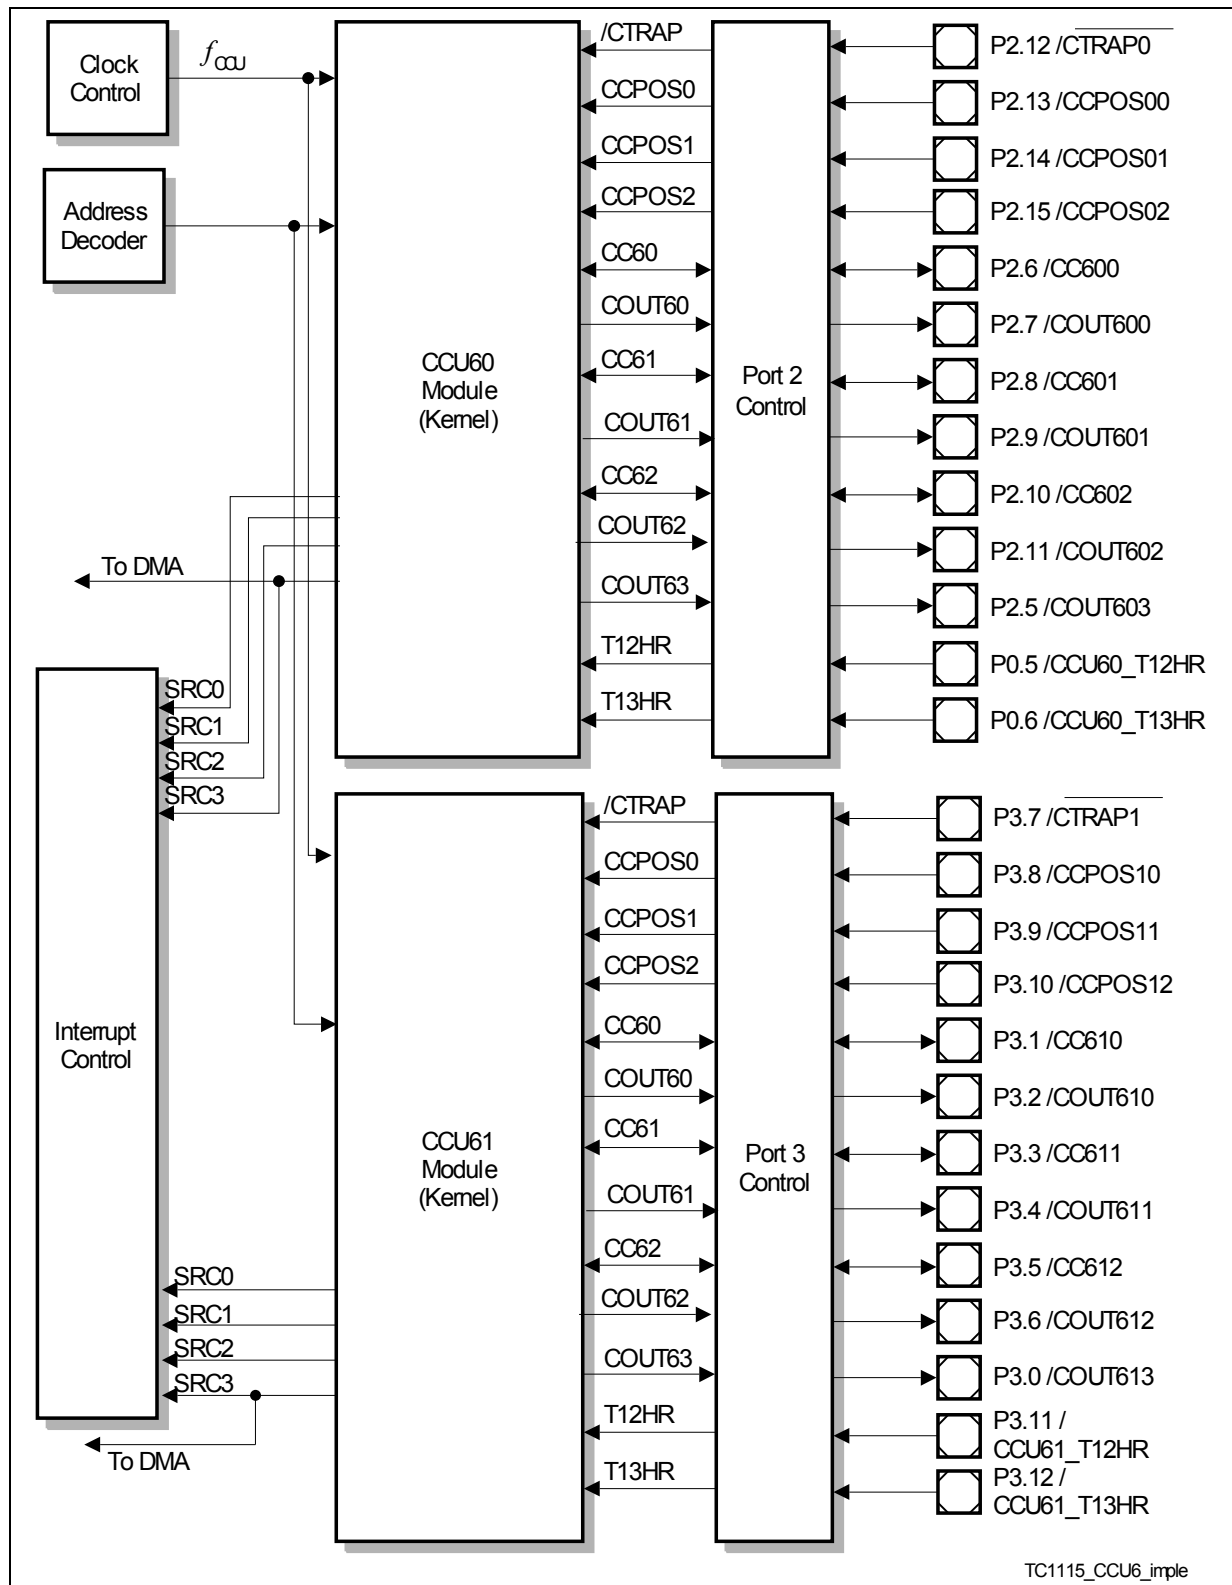 Clock
Control
fCCU
Address
Decoder
CCU60
Module
(Kernel)
/CTRAP
CCPOS0
CCPOS1
CCPOS2
CC60
COUT60
CC61
COUT61
CC62
COUT62
COUT63
T12HR
T13HR
Port 2
Control
P2.12 /CTRAP0
P2.13 /CCPOS00
P2.14 /CCPOS01
P2.15 /CCPOS02
P2.6 /CC600
P2.7 /COUT600
P2.8 /CC601
P2.9 /COUT601
P2.10 /CC602
P2.11 /COUT602
P2.5 /COUT603
P0.5 /CCU60_T12HR
P0.6 /CCU60_T13HR
To DMA
SRC0
SRC1
SRC2
SRC3
Interrupt
Control
SRC0
SRC1
SRC2
SRC3
To DMA
CCU61
Module
(Kernel)
/CTRAP
CCPOS0
CCPOS1
CCPOS2
CC60
COUT60
CC61
COUT61
CC62
COUT62
COUT63
T12HR
T13HR
Port 3
Control
P3.7 /CTRAP1
P3.8 /CCPOS10
P3.9 /CCPOS11
P3.10 /CCPOS12
P3.1 /CC610
P3.2 /COUT610
P3.3 /CC611
P3.4 /COUT611
P3.5 /CC612
P3.6 /COUT612
P3.0 /COUT613
P3.11 /
CCU61_T12HR
P3.12 /
CCU61_T13HR
TC1115_CCU6_imple